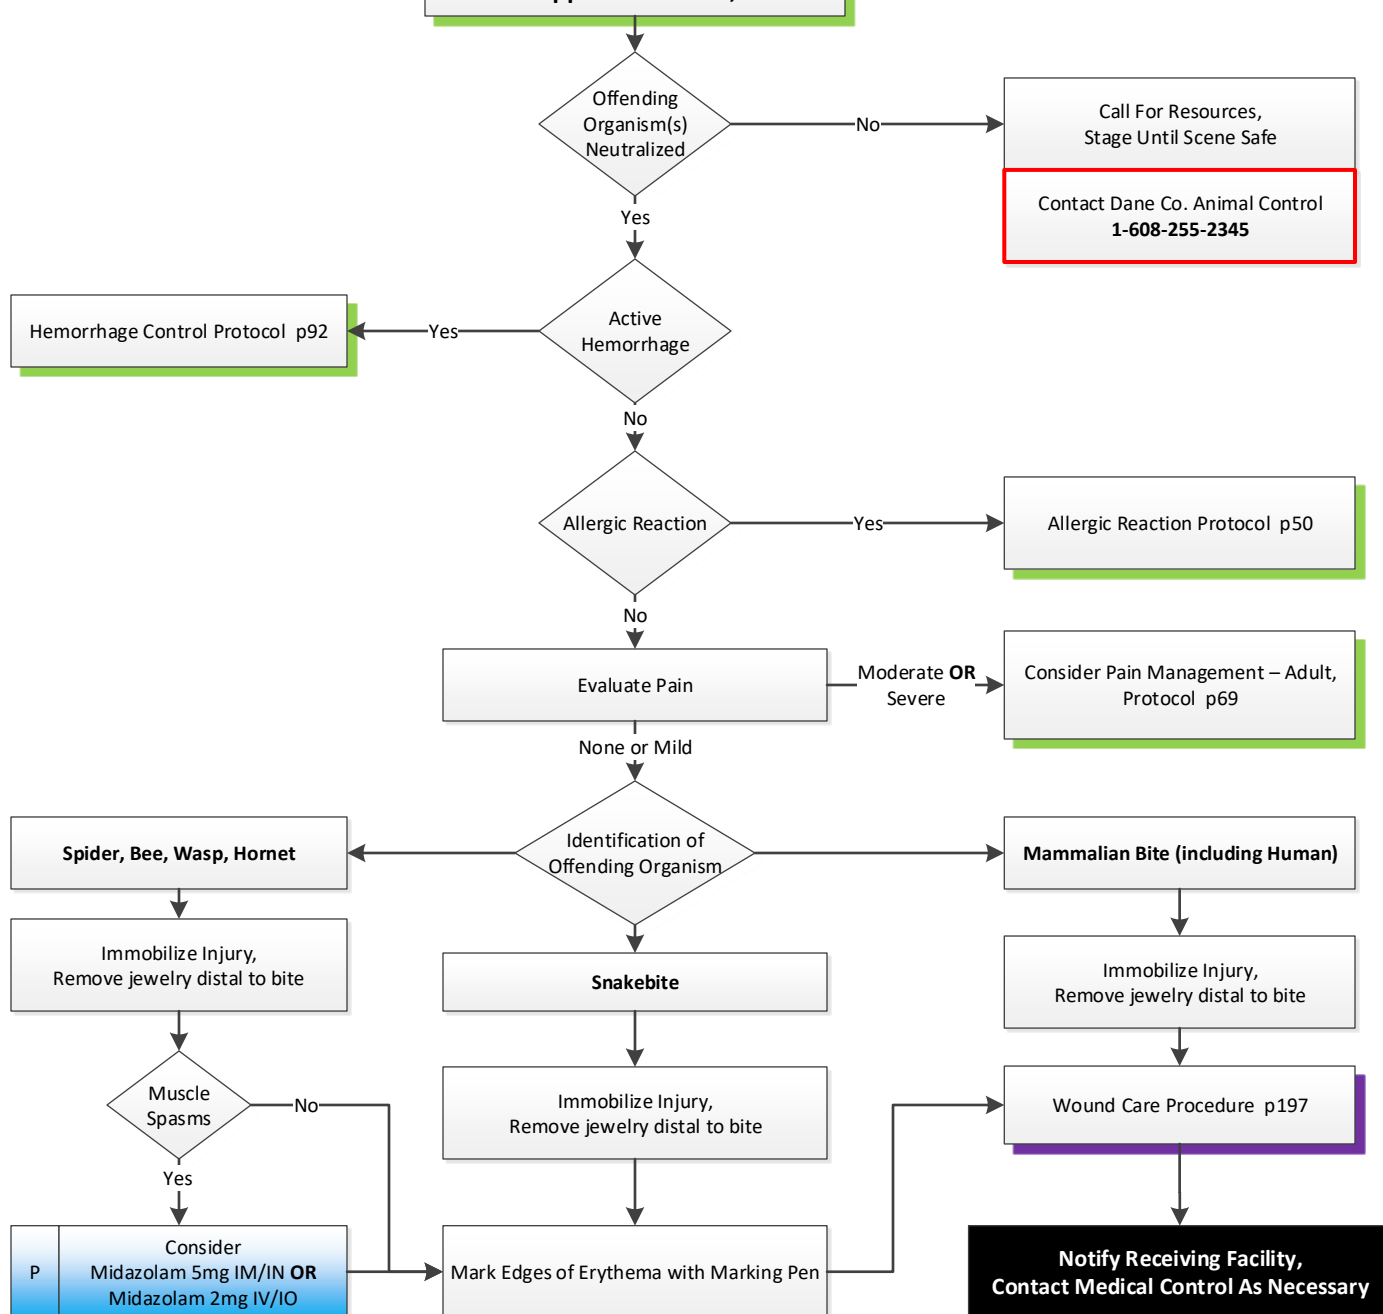 Offending
Organism(s)
Neutralized
No
Call For Resources,
Stage Until Scene Safe
Contact Dane Co. Animal Control
1-608-255-2345
Yes
Hemorrhage Control Protocol p92
Yes
Active
Hemorrhage
No
Allergic Reaction
Yes
Allergic Reaction Protocol p50
No
Evaluate Pain
Moderate OR
Severe
Consider Pain Management – Adult,
Protocol p69
None or Mild
Identification of
Offending Organism
Spider, Bee, Wasp, Hornet
Mammalian Bite (including Human)
Immobilize Injury,
Remove jewelry distal to bite
Snakebite
Immobilize Injury,
Remove jewelry distal to bite
Muscle
Spasms
No
Immobilize Injury,
Remove jewelry distal to bite
Wound Care Procedure p197
Yes
P
Consider
Midazolam 5mg IM/IN OR
Midazolam 2mg IV/IO
Mark Edges of Erythema with Marking Pen
Notify Receiving Facility,
Contact Medical Control As Necessary